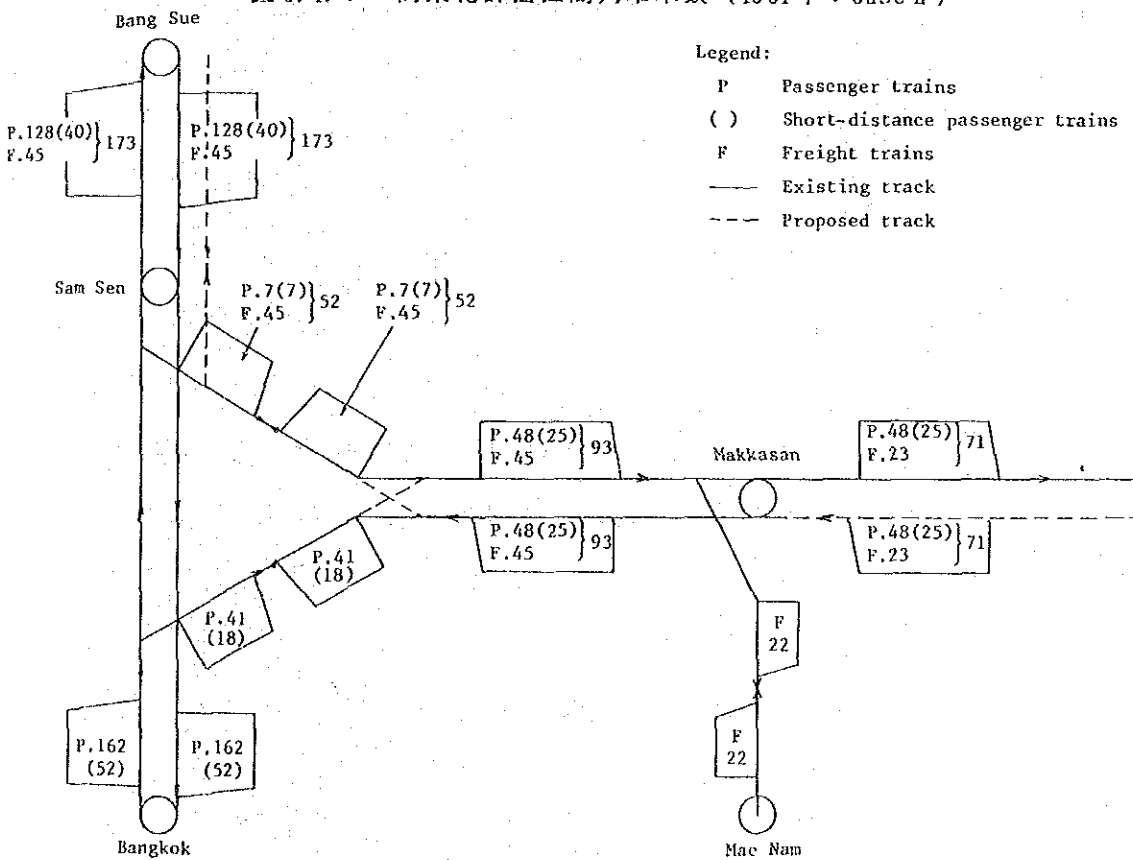 Bang Sue
Legend:
P Passenger trains
( ) Short-distance passenger trains
F Freight trains
Existing track
Proposed track
P.128(40)
F.45 } 173
P.128(40)
F.45 } 173
Sam Sen
P.7(7)
F.45 } 52
P.7(7)
F.45 } 52
P.48(25)
F.45 } 93
Makkasan
P.48(25)
F.23 } 71
P.48(25)
F.45 } 93
P.48(25)
F.23 } 71
P.41
(18)
P.41
(18)
F
22
F
22
P.162
(52)
P.162
(52)
Bangkok
Mae Nam